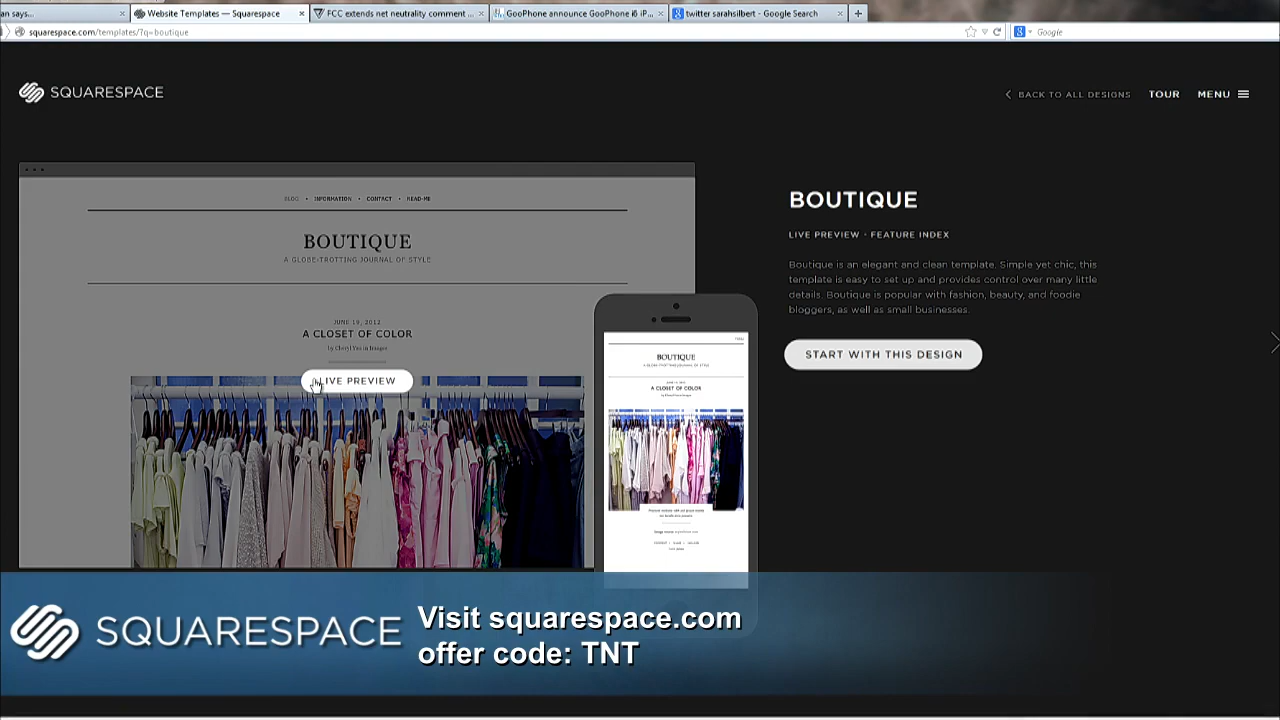 an says...
Website Templates — Squarespace
FCC extends net neutrality comment ...
GooPhone announce GooPhone i6 iP...
twitter sarahsilbert - Google Search
squarespace.com/templates/?q=boutique
Google
SQUARESPACE
BACK TO ALL DESIGNS
TOUR
MENU
BLOG • INFORMATION • CONTACT • READ-ME
BOUTIQUE
A GLOBE-TROTTING JOURNAL OF STYLE
JUNE 19, 2012
A CLOSET OF COLOR
by Cheryl Yoo in Images
LIVE PREVIEW
BOUTIQUE
A CLOSET OF COLOR
BOUTIQUE
LIVE PREVIEW - FEATURE INDEX
Boutique is an elegant and clean template. Simple yet chic, this
template is easy to set up and provides control over many little
details. Boutique is popular with fashion, beauty, and foodie
bloggers, as well as small businesses.
START WITH THIS DESIGN
SQUARESPACE
Visit squarespace.com
offer code: TNT